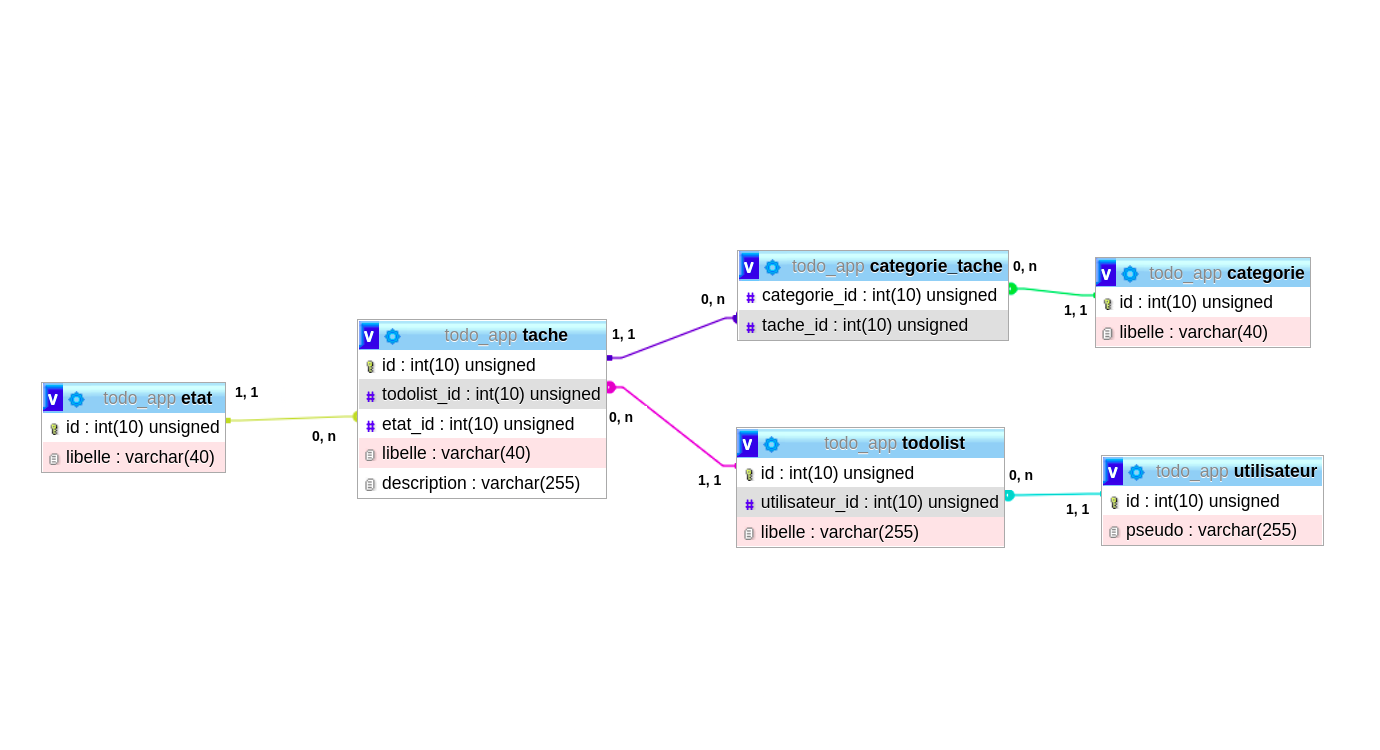 v todo_app etat
id : int(10) unsigned
libelle : varchar(40)
1, 1
0, n
v todo_app tache
id : int(10) unsigned
todolist_id : int(10) unsigned
etat_id : int(10) unsigned
libelle : varchar(40)
description : varchar(255)
1, 1
0, n
0, n
1, 1
v todo_app categorie_tache
# categorie_id : int(10) unsigned
# tache_id : int(10) unsigned
0, n
1, 1
v todo_app categorie
id : int(10) unsigned
libelle : varchar(40)
v todo_app todolist
id : int(10) unsigned
# utilisateur_id : int(10) unsigned
libelle : varchar(255)
0, n
1, 1
v todo_app utilisateur
id : int(10) unsigned
pseudo : varchar(255)